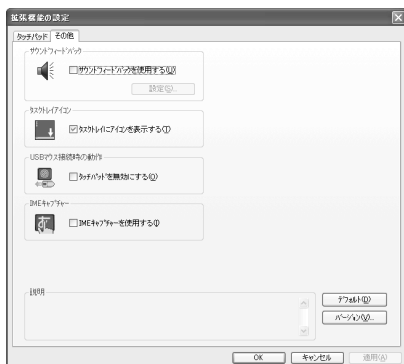 拡張機能の設定
タッチパッド その他
サウンドフィードバック
サウンドフィードバックを使用する(U)
設定(S)...
タスクトレイアイコン
タスクトレイにアイコンを表示する(T)
USBマウス接続時の動作
タッチパッドを無効にする(O)
IMEキャプチャー
IMEキャプチャーを使用する(I)
説明
デフォルト(D)
バージョン(V)...
OK キャンセル 適用(A)